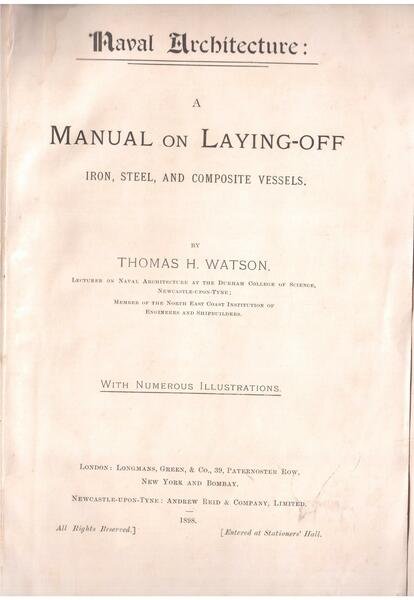 Naval Architecture:
A
MANUAL ON LAYING-OFF
IRON, STEEL, AND COMPOSITE VESSELS.
BY
THOMAS H. WATSON,
LECTURER ON NAVAL ARCHITECTURE AT THE DURHAM COLLEGE OF SCIENCE,
NEWCASTLE-UPON-TYNE;
MEMBER OF THE NORTH EAST COAST INSTITUTION OF
ENGINEERS AND SHIPBUILDERS.
WITH NUMEROUS ILLUSTRATIONS.
LONDON: LONGMANS, GREEN, & CO., 39, PATERNOSTER ROW,
NEW YORK AND BOMBAY.
NEWCASTLE-UPON-TYNE: ANDREW REID & COMPANY, LIMITED.
1898.
All Rights Reserved.] [Entered at Stationers' Hall.